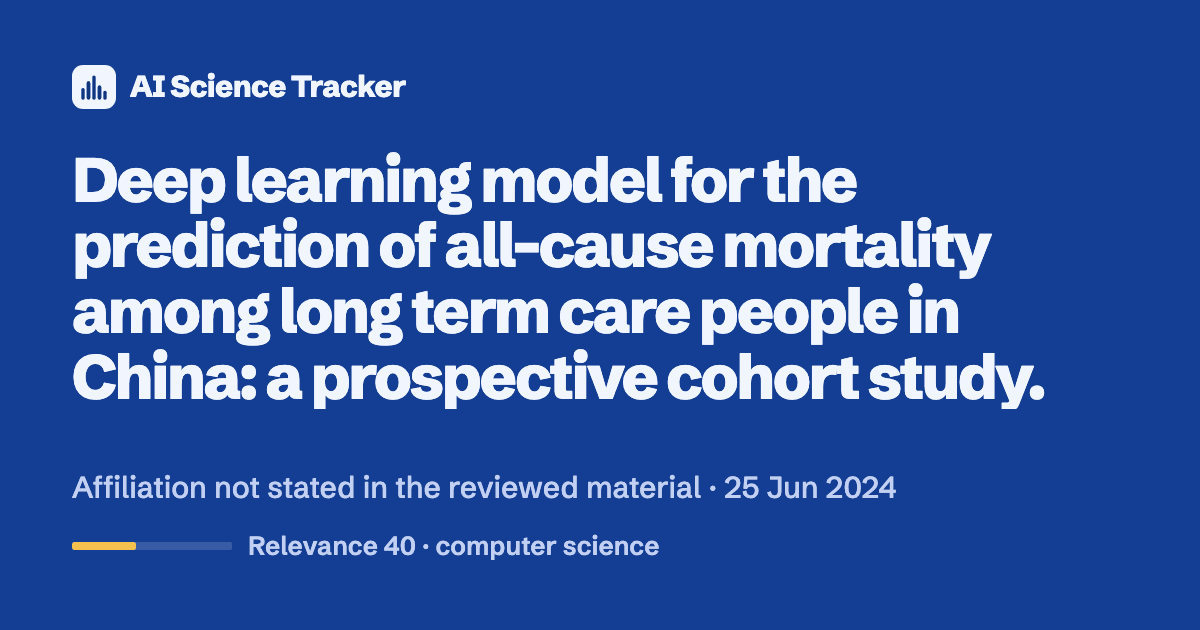 AI Science Tracker
Deep learning model for the
prediction of all-cause mortality
among long term care people in
China: a prospective cohort study.
Affiliation not stated in the reviewed material · 25 Jun 2024
Relevance 40 · computer science